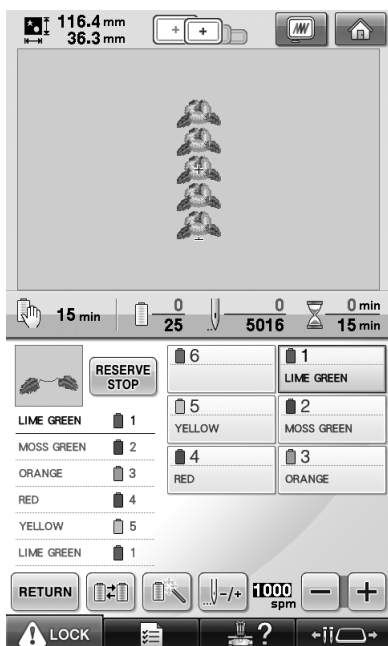 116.4 mm
36.3 mm
15 min
0
25
0
5016
0 min
15 min
RESERVE
STOP
LIME GREEN 1
MOSS GREEN 2
ORANGE 3
RED 4
YELLOW 5
LIME GREEN 1
6
1
LIME GREEN
5
YELLOW
2
MOSS GREEN
4
RED
3
ORANGE
RETURN
-/+
1000
spm
LOCK
?